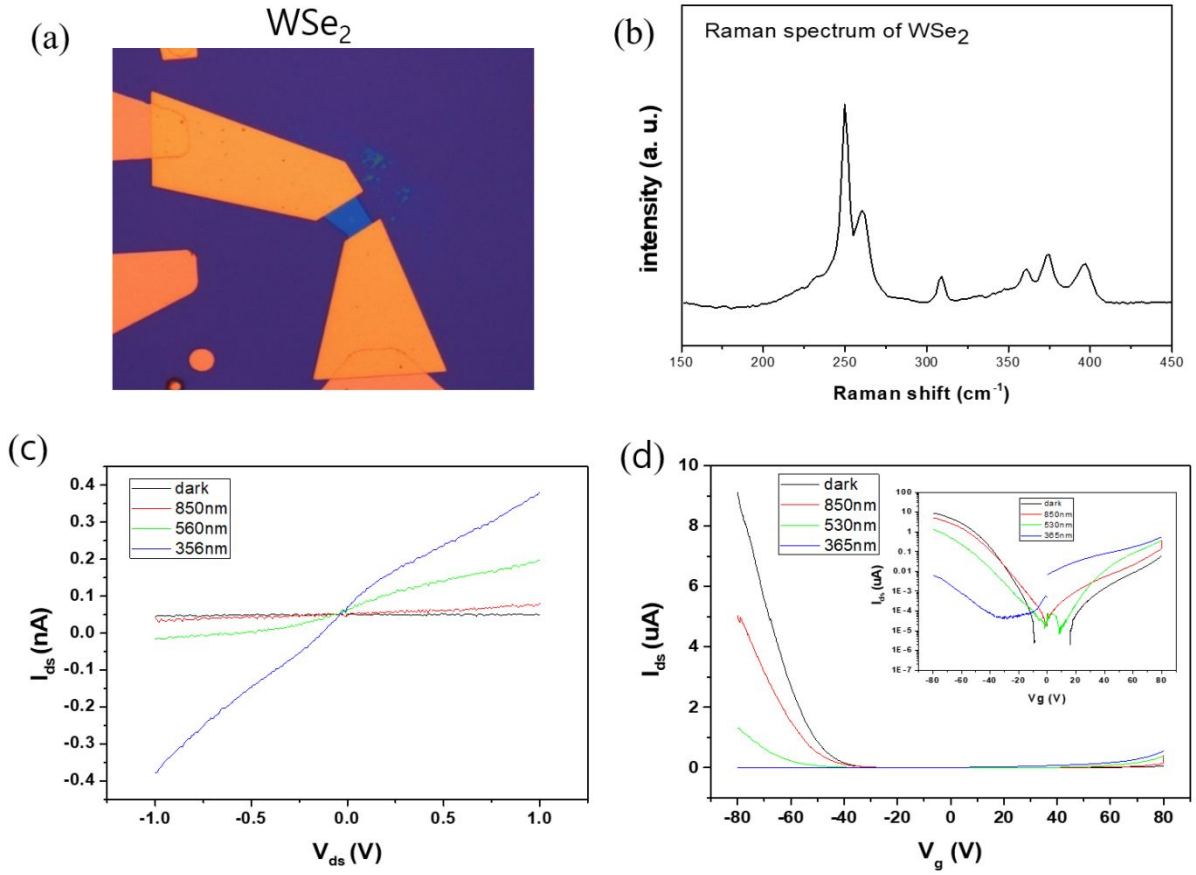 (a)
WSe2
(b)
Raman spectrum of WSe2
intensity (a. u.)
150 200 250 300 350 400 450
Raman shift (cm-1)
(c)
0.4
0.3
0.2
0.1
0.0
-0.1
-0.2
-0.3
-0.4
Ids (nA)
dark
850nm
560nm
356nm
-1.0 -0.5 0.0 0.5 1.0
Vds (V)
(d)
10
8
6
4
2
0
Ids (uA)
dark
850nm
530nm
365nm
-80 -60 -40 -20 0 20 40 60 80
Vg (V)
100
10
1
0.1
0.01
1E-3
1E-4
1E-5
1E-6
1E-7
Ids (uA)
dark
850nm
530nm
365nm
-80 -60 -40 -20 0 20 40 60 80
Vg (V)